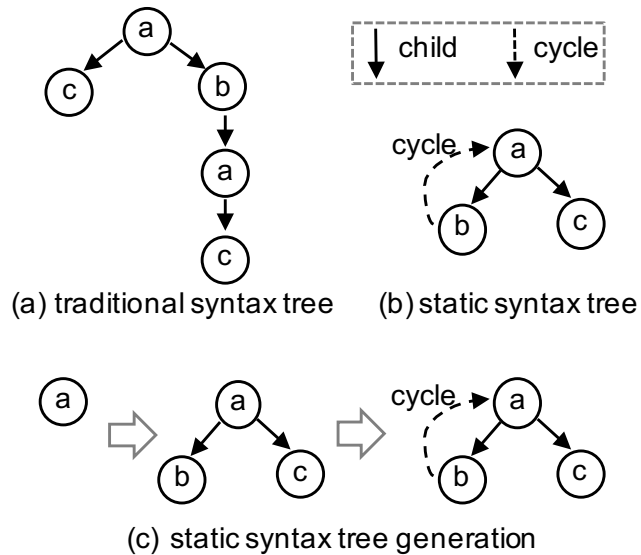 a
child
cycle
c
b
cycle
a
a
b
c
c
(a) traditional syntax tree
(b) static syntax tree
a
a
cycle
a
b
c
b
c
(c) static syntax tree generation